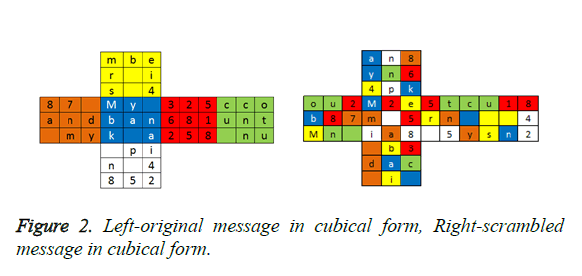 m b e
r i
s 4
8 7 M y 3 2 5 c c o
a n d b a n 6 8 1 u n t
m y k a 2 5 8 n u
p i
n 4
8 5 2
a n 8
y n 6
4 p k
o u 2 M 2 e 5 t c u 1 8
b 8 7 m 5 r n 4
M n i a 8 5 y s n 2
b 3
d a c
i
Figure 2. Left-original message in cubical form, Right-scrambled
message in cubical form.